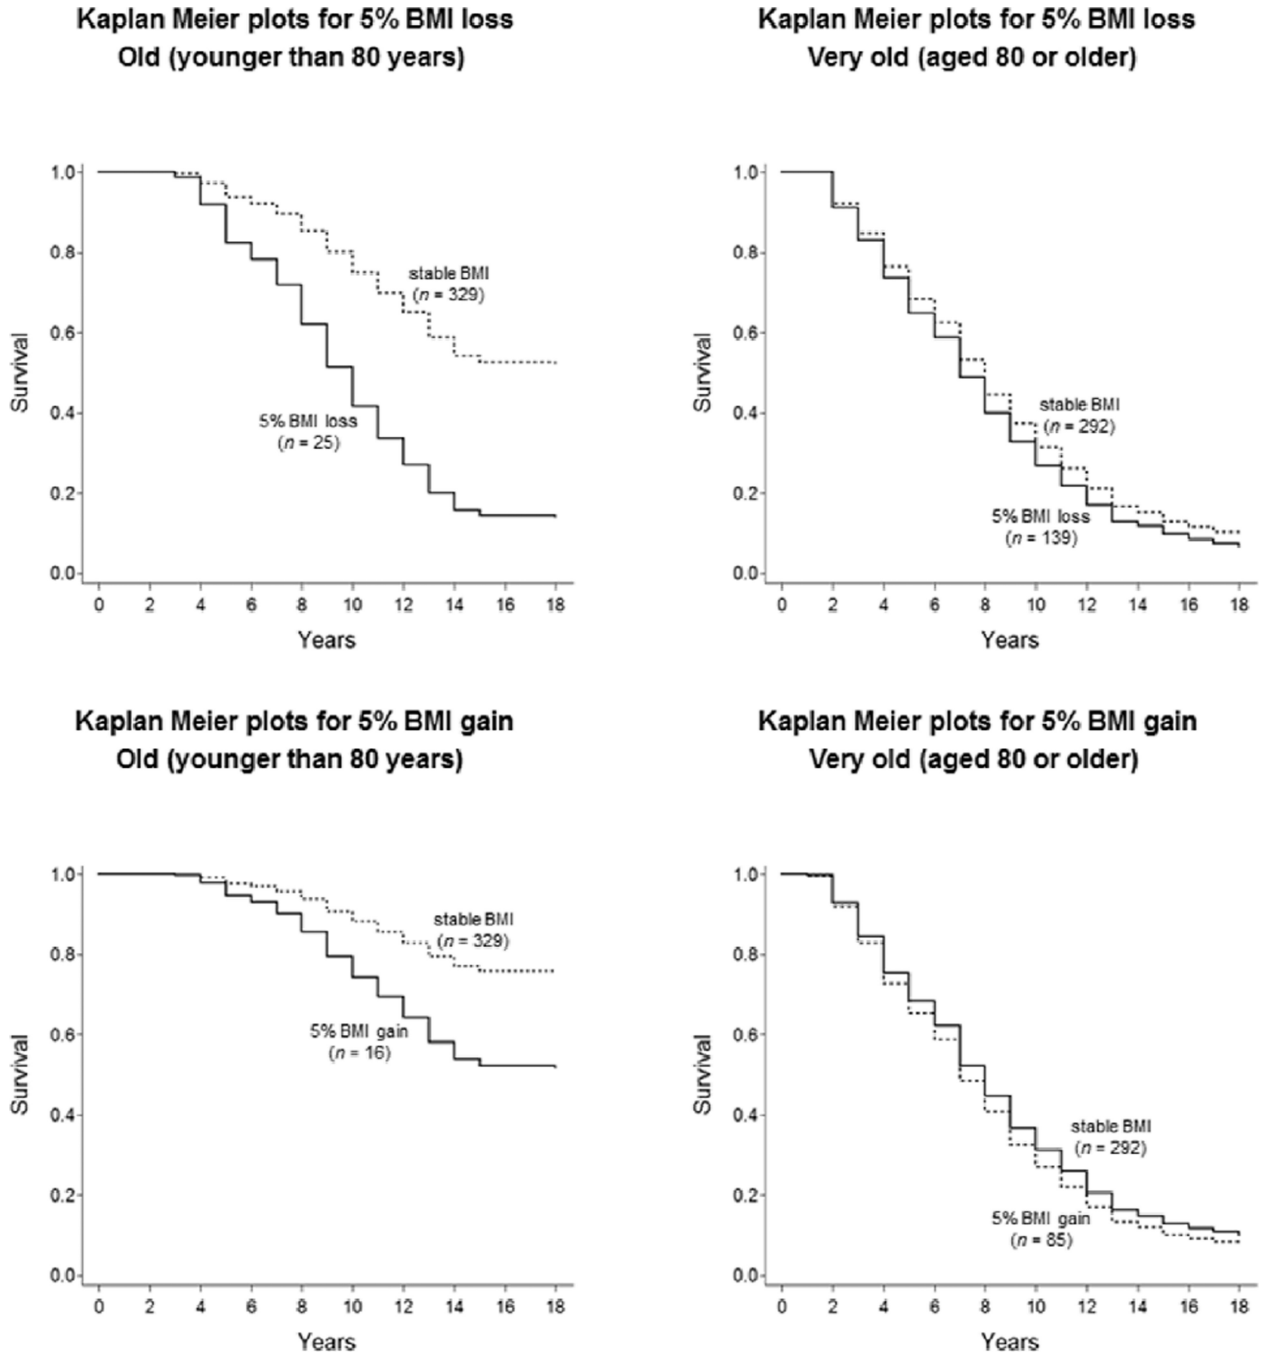 Kaplan Meier plots for 5% BMI loss
Old (younger than 80 years)
1.0
0.8
0.6
0.4
0.2
0.0
Survival
stable BMI
(n = 329)
5% BMI loss
(n = 25)
0 2 4 6 8 10 12 14 16 18
Years
Kaplan Meier plots for 5% BMI loss
Very old (aged 80 or older)
1.0
0.8
0.6
0.4
0.2
0.0
Survival
stable BMI
(n = 292)
5% BMI loss
(n = 139)
0 2 4 6 8 10 12 14 16 18
Years
Kaplan Meier plots for 5% BMI gain
Old (younger than 80 years)
1.0
0.8
0.6
0.4
0.2
0.0
Survival
stable BMI
(n = 329)
5% BMI gain
(n = 16)
0 2 4 6 8 10 12 14 16 18
Years
Kaplan Meier plots for 5% BMI gain
Very old (aged 80 or older)
1.0
0.8
0.6
0.4
0.2
0.0
Survival
stable BMI
(n = 292)
5% BMI gain
(n = 85)
0 2 4 6 8 10 12 14 16 18
Years